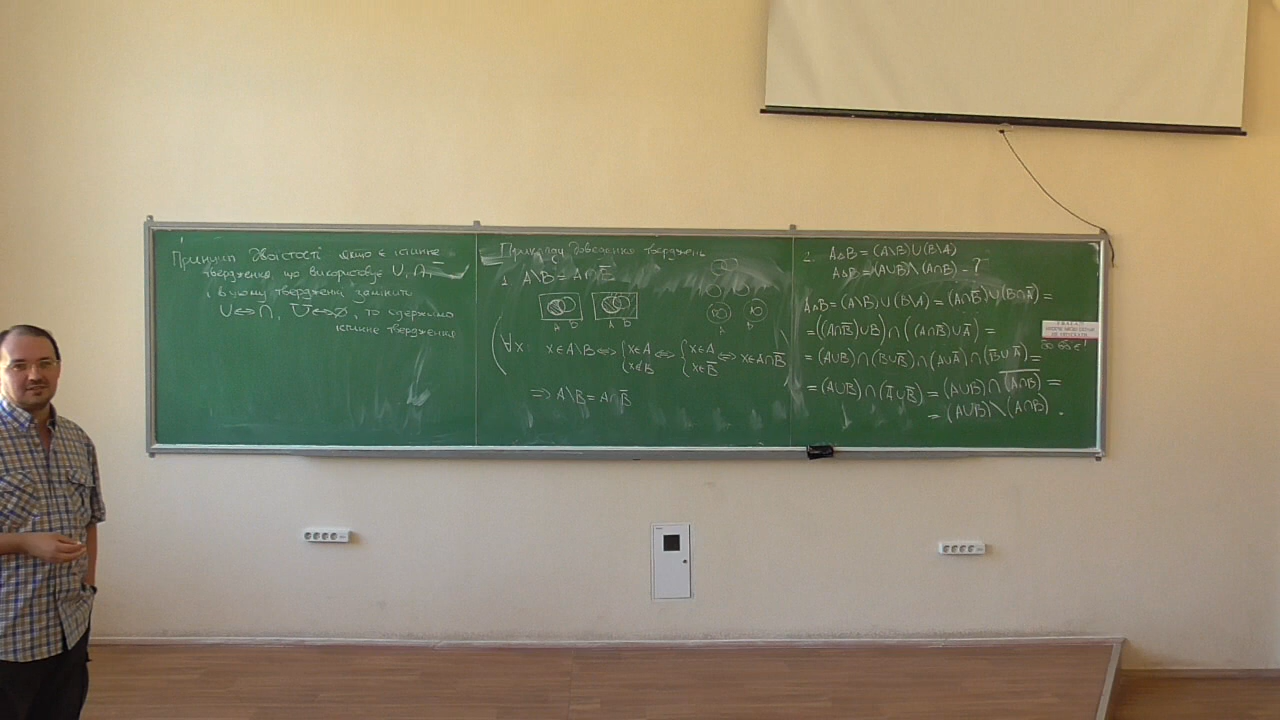 Принцип двоїстості якщо є істинне
твердження, що використовує ∪, ∩, ¯
і в цьому твердженні замінити
∪⇔∩, U⇔∅, то одержимо
істинне твердження
Приклади доведення тверджень
1. A\B = A∩B̅
A B
A B
∀x: x∈A\B ⇔ {x∈A x∉B ⇔ {x∈A x∈B̅ ⇔ x∈A∩B̅
⇒ A\B = A∩B̅
2. A△B = (A\B)∪(B\A)
A△B = (A∪B)\(A∩B) - ?
A△B = (A\B)∪(B\A) = (A∩B̅)∪(B∩A̅) =
= ((A∩B̅)∪B)∩((A∩B̅)∪A̅) =
= (A∪B)∩(B∪B̅)∩(A∪A̅)∩(B̅∪A̅) =
= (A∪B)∩(A̅∪B̅) = (A∪B)∩(A∩B)̅ =
= (A∪B)\(A∩B).